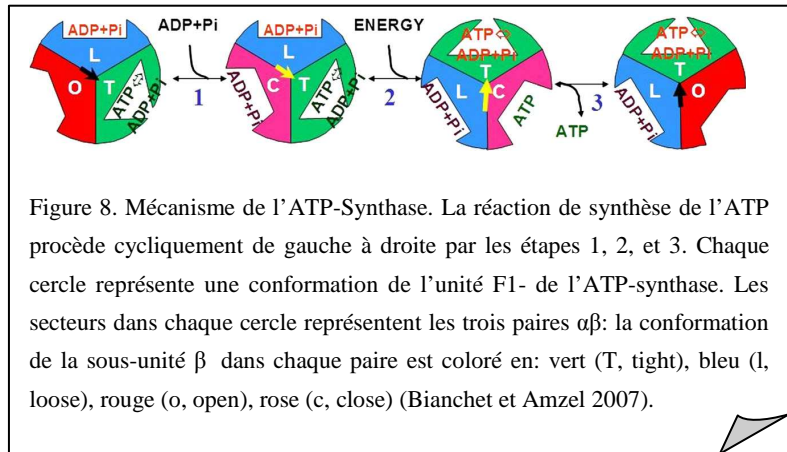 ADP+Pi ADP+Pi ADP+Pi ENERGY ATP⇔ ADP+Pi ATP⇔ ADP+Pi
L L T T
O T C T L C L O
ATP⇔ ADP+Pi ADP+Pi ATP⇔ ADP+Pi ADP+Pi ATP ADP+Pi
1 2 3
ATP
Figure 8. Mécanisme de l’ATP-Synthase. La réaction de synthèse de l’ATP
procède cycliquement de gauche à droite par les étapes 1, 2, et 3. Chaque
cercle représente une conformation de l’unité F1- de l’ATP-synthase. Les
secteurs dans chaque cercle représentent les trois paires αβ: la conformation
de la sous-unité β dans chaque paire est coloré en: vert (T, tight), bleu (l,
loose), rouge (o, open), rose (c, close) (Bianchet et Amzel 2007).